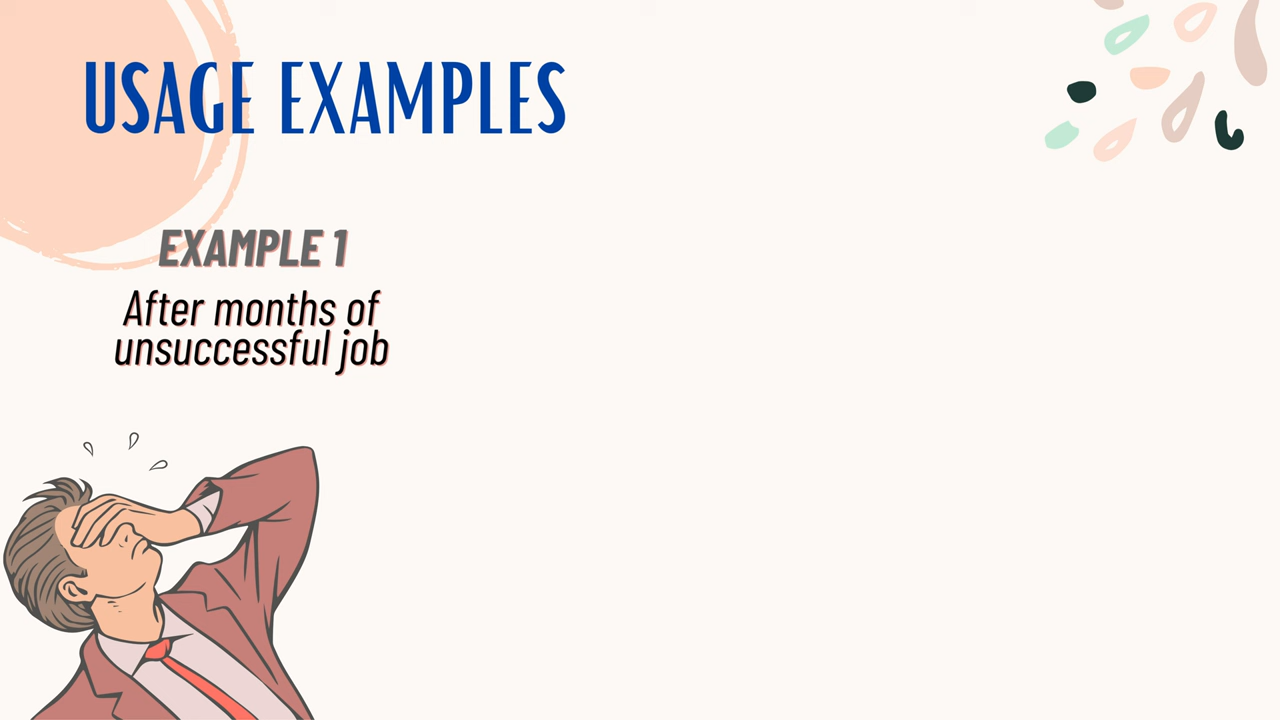 USAGE EXAMPLES
EXAMPLE 1
After months of
unsuccessful job